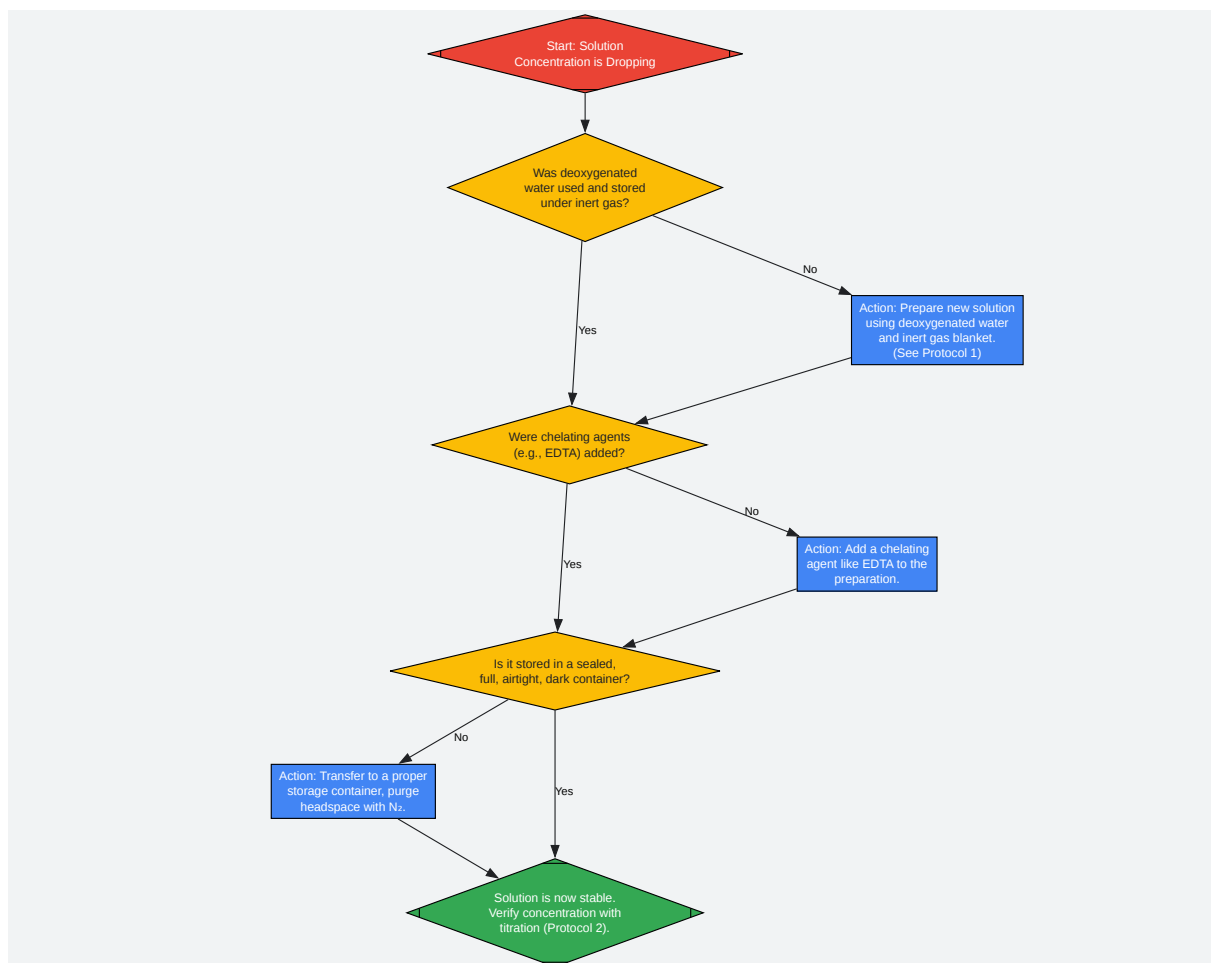 Start: Solution
Concentration is Dropping
Was deoxygenated
water used and stored
under inert gas?
No
Action: Prepare new solution
using deoxygenated water
and inert gas blanket.
(See Protocol 1)
Yes
Were chelating agents
(e.g., EDTA) added?
No
Action: Add a chelating
agent like EDTA to the
preparation.
Yes
Is it stored in a sealed,
full, airtight, dark container?
No
Action: Transfer to a proper
storage container, purge
headspace with N₂.
Yes
Solution is now stable.
Verify concentration with
titration (Protocol 2).